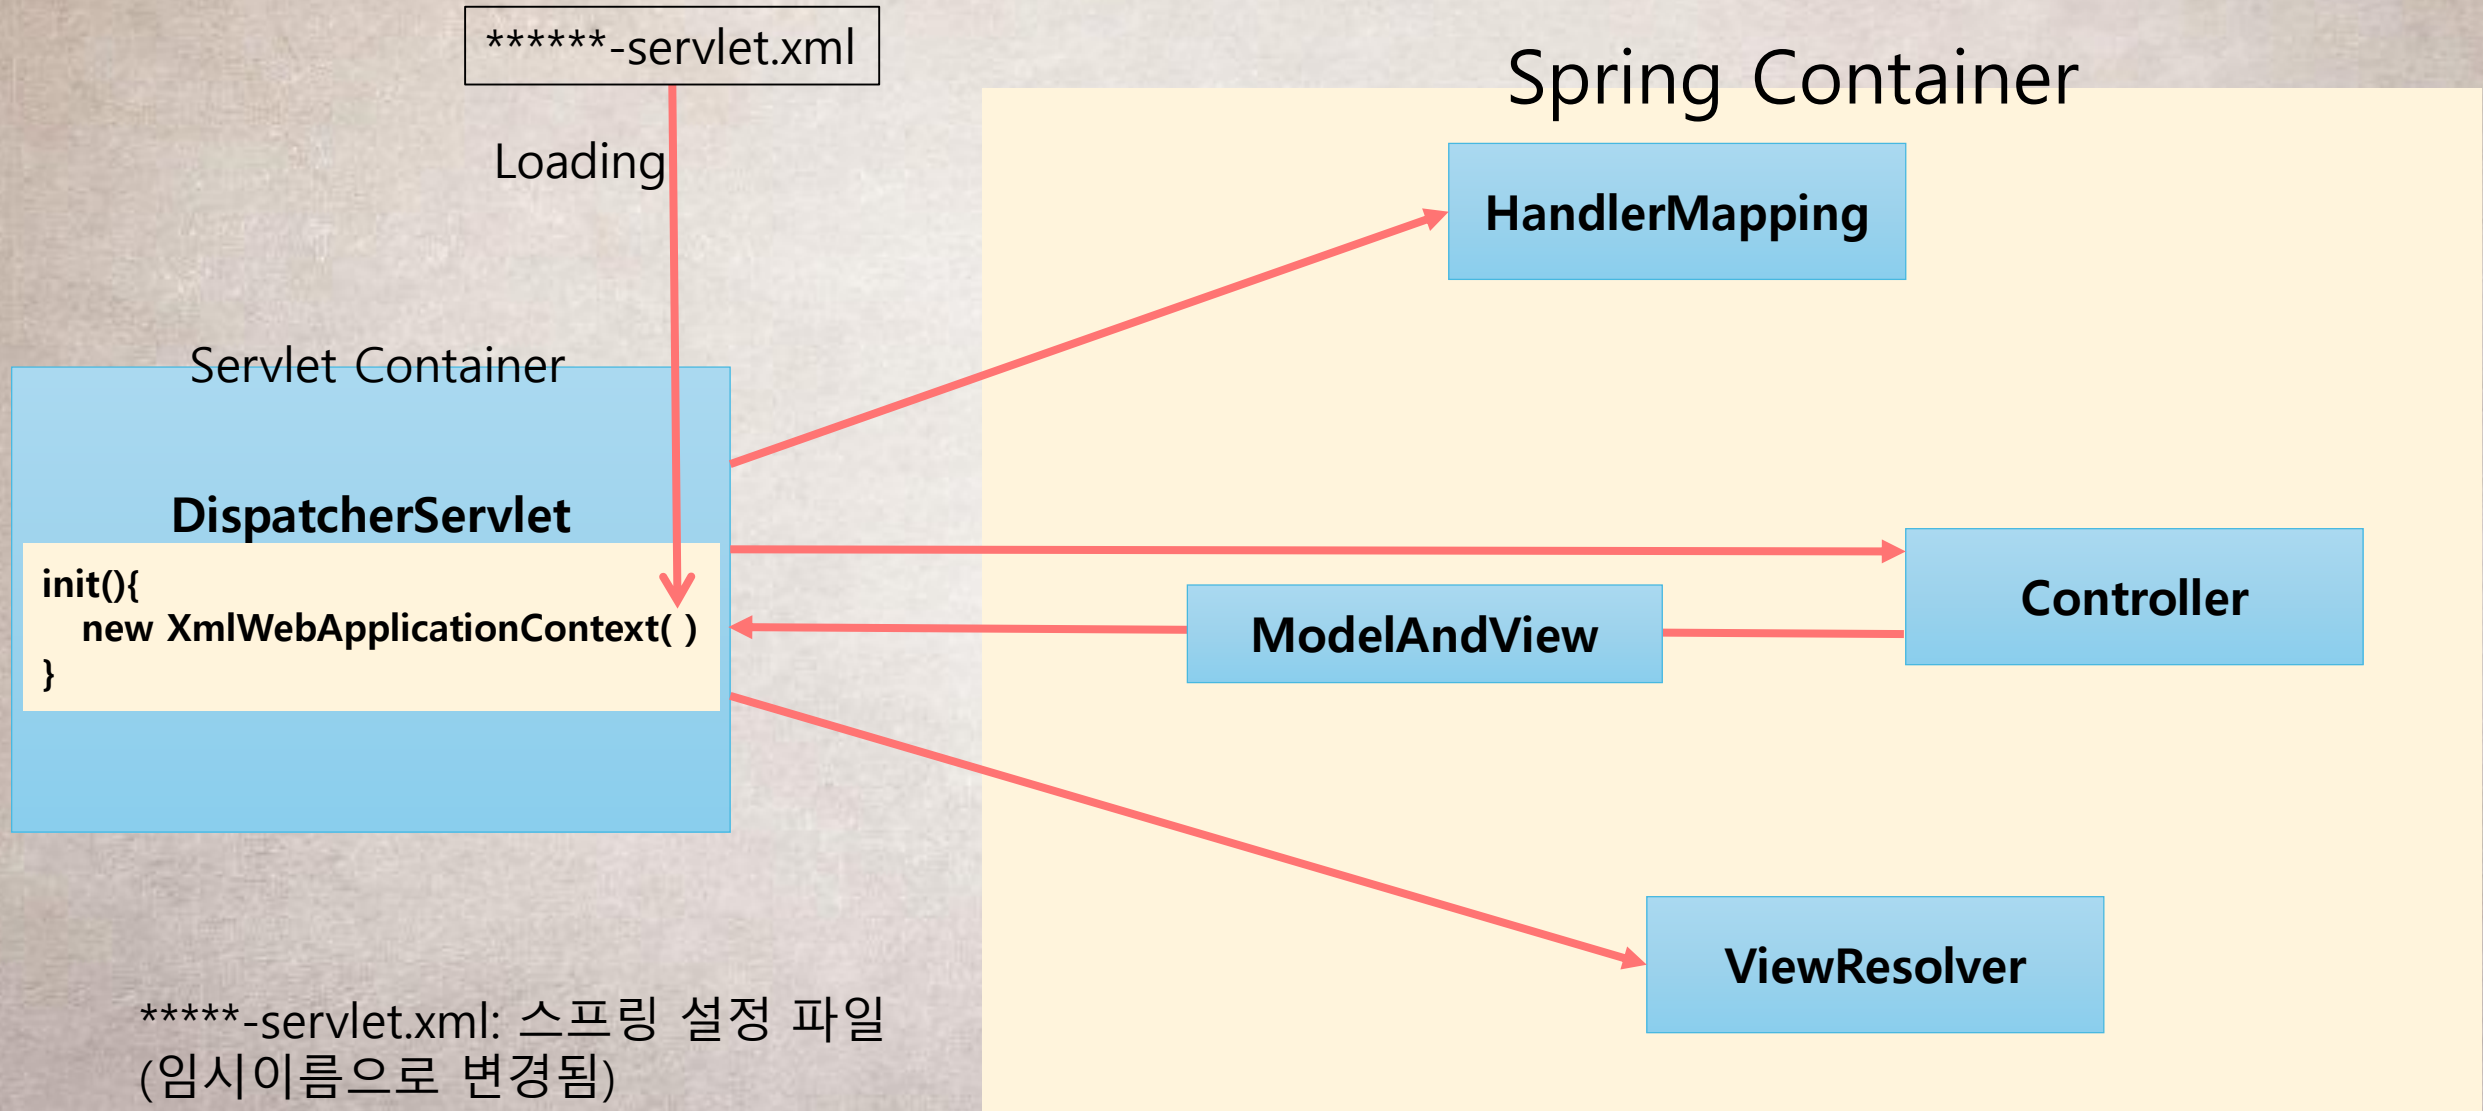 ******-servlet.xml
Spring Container
Loading
HandlerMapping
Servlet Container
DispatcherServlet
init(){
new XmlWebApplicationContext( )
}
Controller
ModelAndView
ViewResolver
*****-servlet.xml: 스프링 설정 파일
(임시이름으로 변경됨)